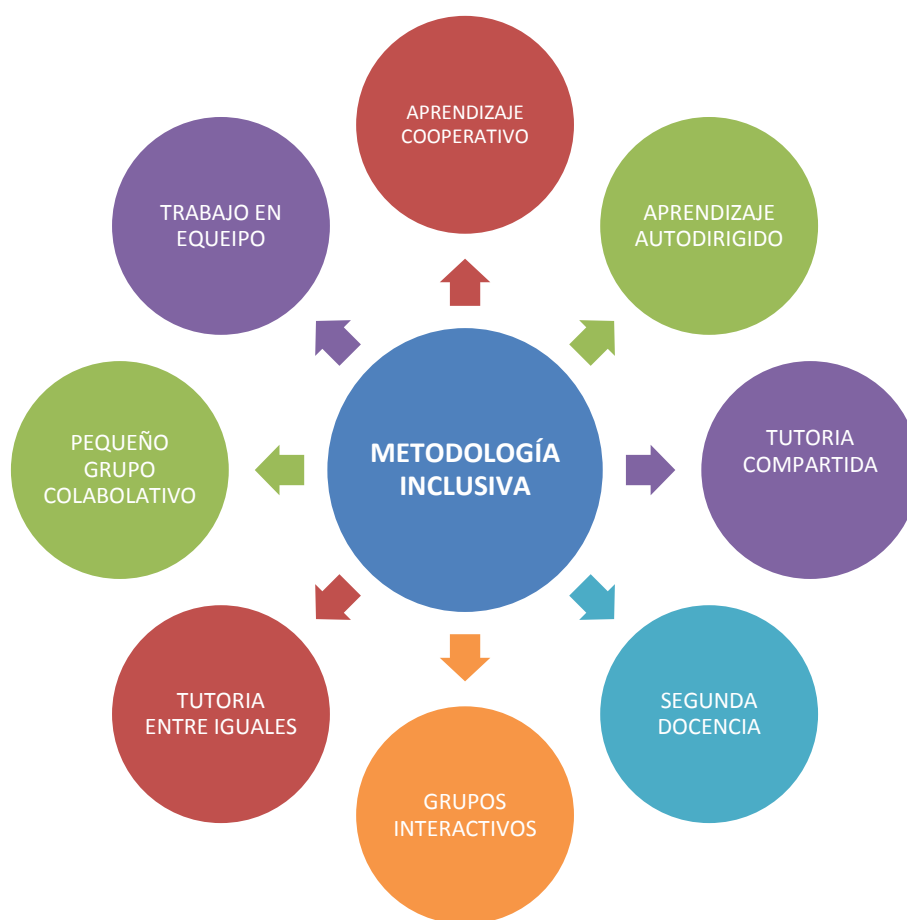 APRENDIZAJE
COOPERATIVO
APRENDIZAJE
AUTODIRIGIDO
TUTORIA
COMPARTIDA
SEGUNDA
DOCENCIA
GRUPOS
INTERACTIVOS
TUTORIA
ENTRE IGUALES
PEQUEÑO
GRUPO
COLABOLATIVO
TRABAJO EN
EQUEIPO
METODOLOGÍA
INCLUSIVA